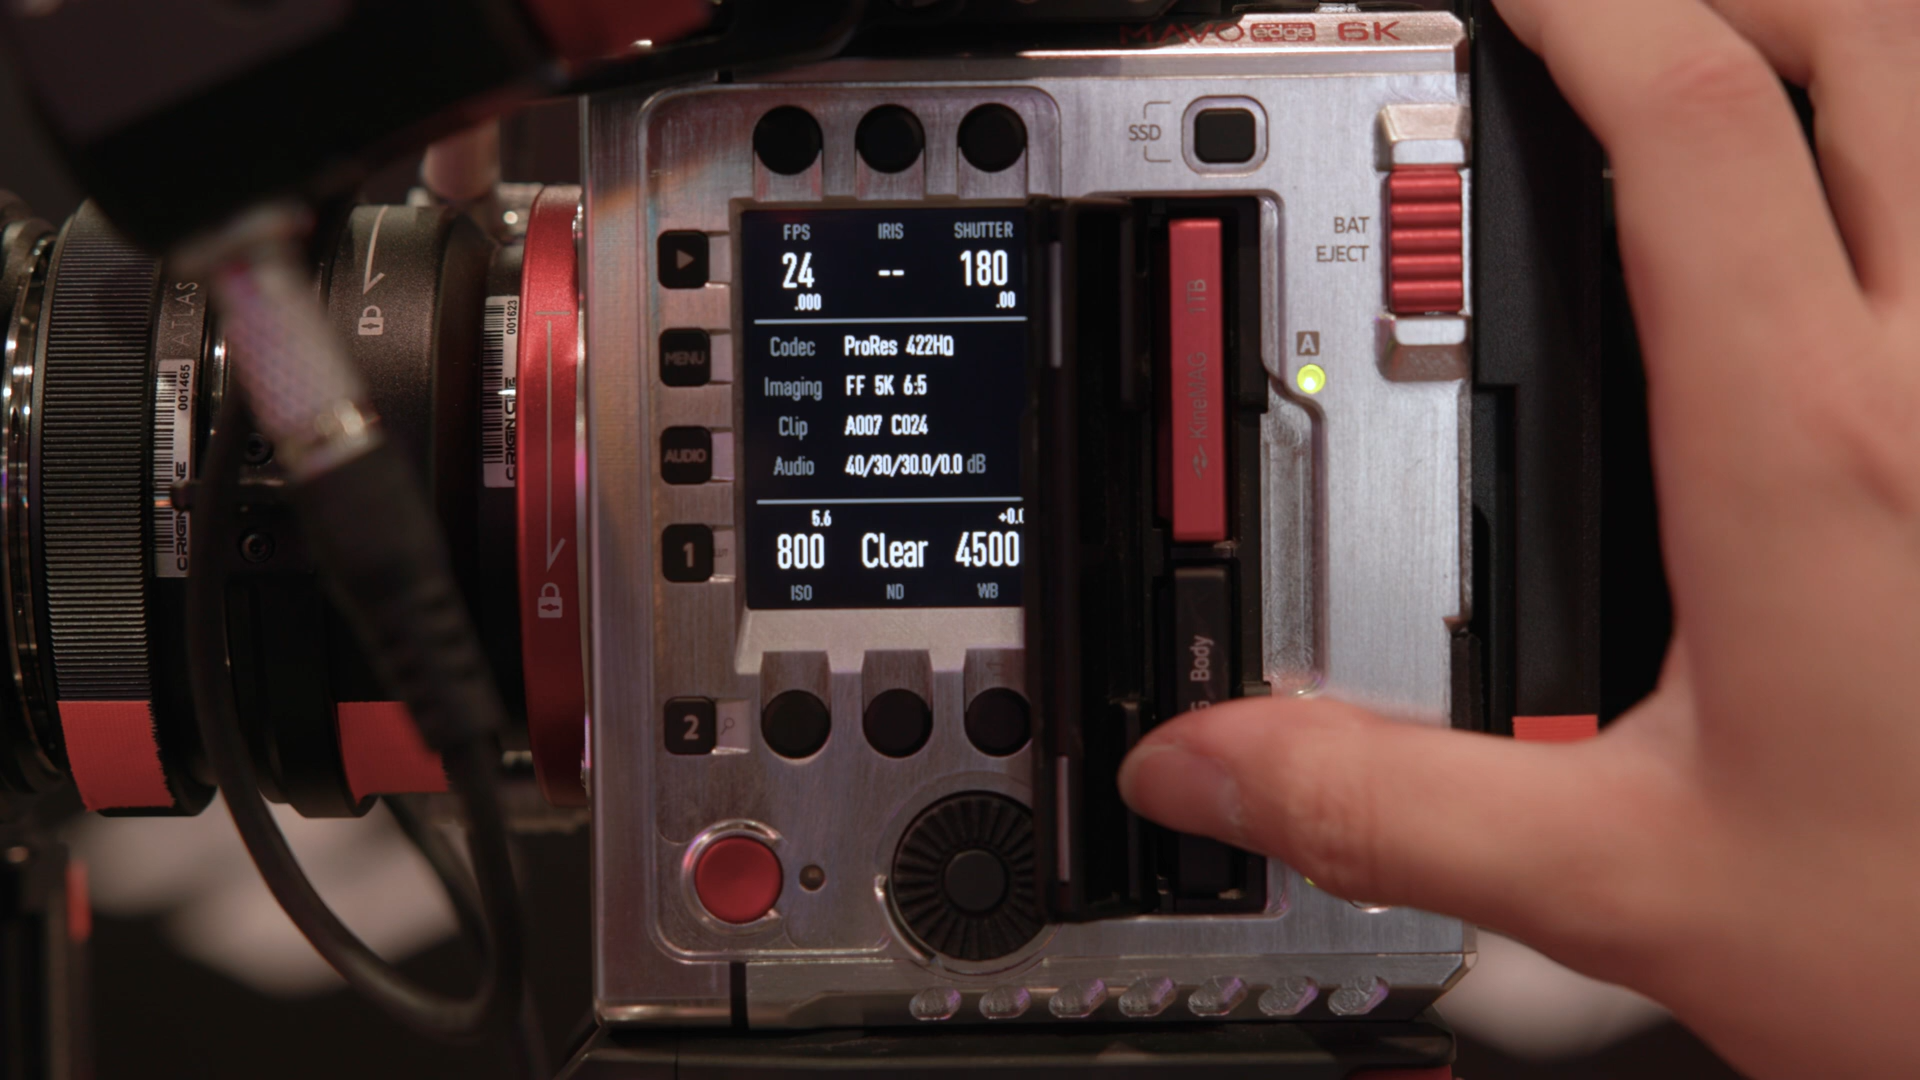 MAVO edge 6K
SSD
BAT
EJECT
A
FPS IRIS SHUTTER
24 -- 180
.000 .00
Codec ProRes 422HQ
Imaging FF 5K 6:5
Clip A007 C024
Audio 40/30/30.0/0.0 dB
5.6
800 Clear 4500
ISO ND WB
MENU
AUDIO
1
2
KineMAG 1TB
Body
ATLAS
001465
001623